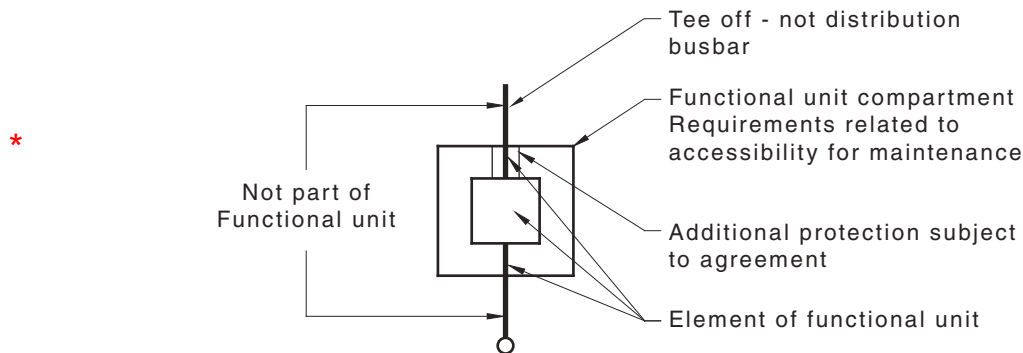 Tee off - not distribution
busbar
Functional unit compartment
Requirements related to
accessibility for maintenance
*
Not part of
Functional unit
Additional protection subject
to agreement
Element of functional unit